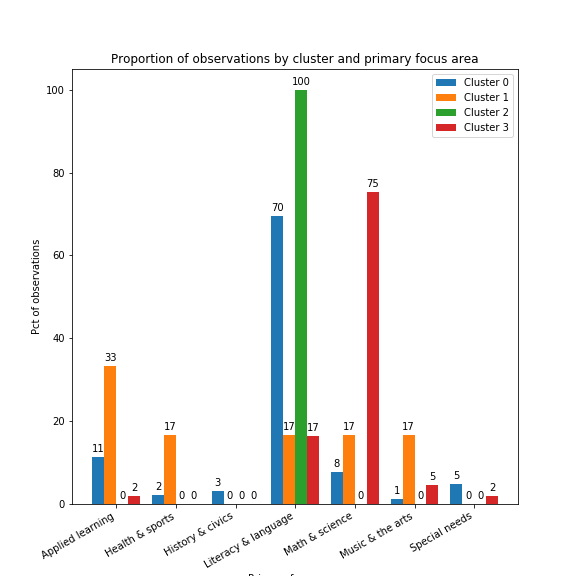 Proportion of observations by cluster and primary focus area
Cluster 0
Cluster 1
Cluster 2
Cluster 3
Pct of observations
100
80
60
40
20
0
11 33 0 2
2 17 0 0
3 0 0 0
70 17 100 17
8 17 0 75
1 17 0 5
5 0 0 2
Applied learning
Health & sports
History & civics
Literacy & language
Math & science
Music & the arts
Special needs